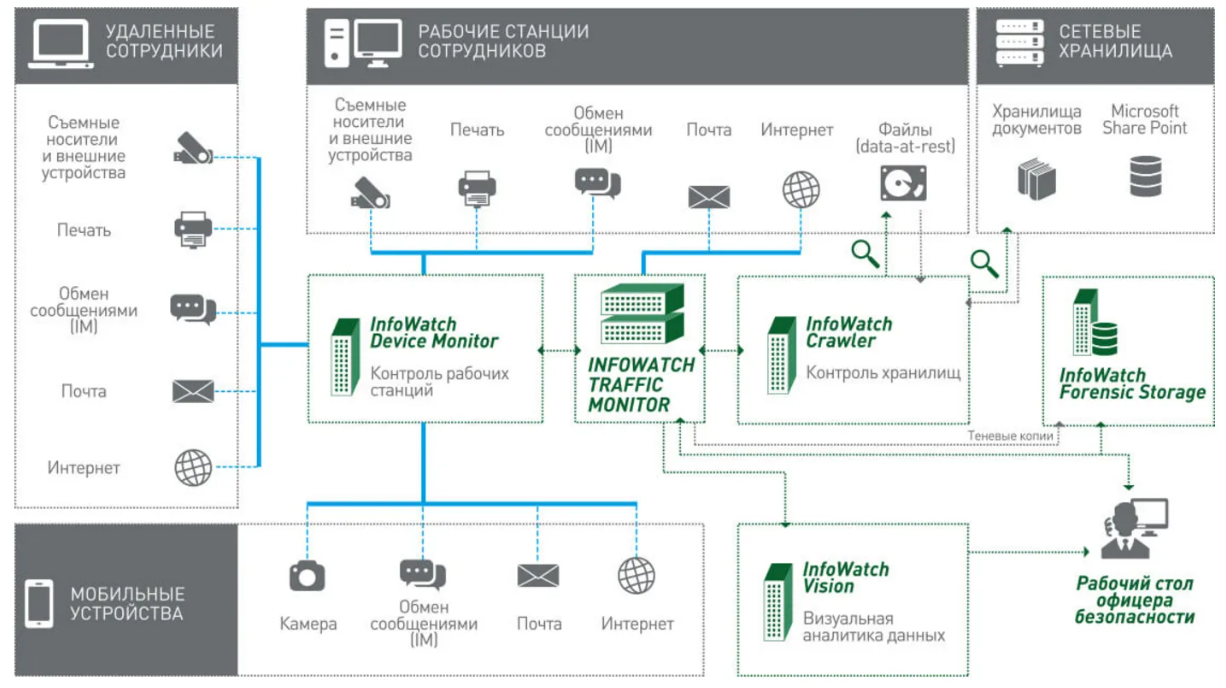 УДАЛЕННЫЕ
СОТРУДНИКИ
Съемные
носители
и внешние
устройства
Печать
Обмен
сообщениями
(IM)
Почта
Интернет
РАБОЧИЕ СТАНЦИИ
СОТРУДНИКОВ
Съемные
носители
и внешние
устройства
Печать
Обмен
сообщениями
(IM)
Почта
Интернет
Файлы
(data-at-rest)
СЕТЕВЫЕ
ХРАНИЛИЩА
Хранилища
документов
Microsoft
Share Point
InfoWatch
Device Monitor
Контроль рабочих
станций
INFOWATCH
TRAFFIC
MONITOR
InfoWatch
Crawler
Контроль хранилищ
InfoWatch
Forensic Storage
Теневые копии
МОБИЛЬНЫЕ
УСТРОЙСТВА
Камера
Обмен
сообщениями
(IM)
Почта
Интернет
InfoWatch
Vision
Визуальная
аналитика данных
Рабочий стол
офицера
безопасности